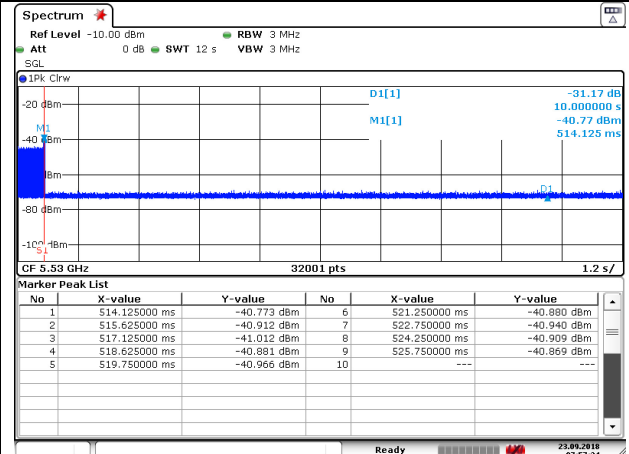 Spectrum
Ref Level -10.00 dBm RBW 3 MHz
Att 0 dB SWT 12 s VBW 3 MHz
SGL
1Pk Clrw
D1[1] -31.17 dB
10.000000 s
M1[1] -40.77 dBm
514.125 ms
-20 dBm
M1
-40 dBm
dBm
D1
-80 dBm
-100 dBm
S1
CF 5.53 GHz 32001 pts 1.2 s/
Marker Peak List
No X-value Y-value No X-value Y-value
1 514.125000 ms -40.773 dBm 6 521.250000 ms -40.880 dBm
2 515.625000 ms -40.912 dBm 7 522.750000 ms -40.940 dBm
3 517.125000 ms -41.012 dBm 8 524.250000 ms -40.909 dBm
4 518.625000 ms -40.881 dBm 9 525.750000 ms -40.869 dBm
5 519.750000 ms -40.966 dBm 10 --- ---
Ready 23.09.2018